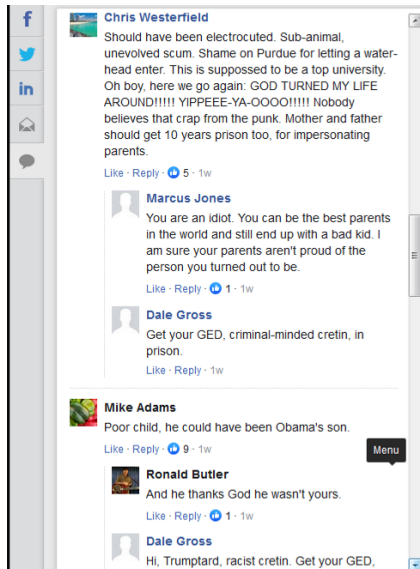 f
in
Chris Westerfield
Should have been electrocuted. Sub-animal,
unevolved scum. Shame on Purdue for letting a water-
head enter. This is suppossed to be a top university.
Oh boy, here we go again: GOD TURNED MY LIFE
AROUND!!!!! YIPPEEE-YA-OOOO!!!!! Nobody
believes that crap from the punk. Mother and father
should get 10 years prison too, for impersonating
parents.
Like · Reply · 5 · 1w
Marcus Jones
You are an idiot. You can be the best parents
in the world and still end up with a bad kid. I
am sure your parents aren't proud of the
person you turned out to be.
Like · Reply · 1 · 1w
Dale Gross
Get your GED, criminal-minded cretin, in
prison.
Like · Reply · 1w
Mike Adams
Poor child, he could have been Obama's son.
Like · Reply · 9 · 1w
Menu
Ronald Butler
And he thanks God he wasn't yours.
Like · Reply · 1 · 1w
Dale Gross
Hi, Trumptard, racist cretin. Get your GED,